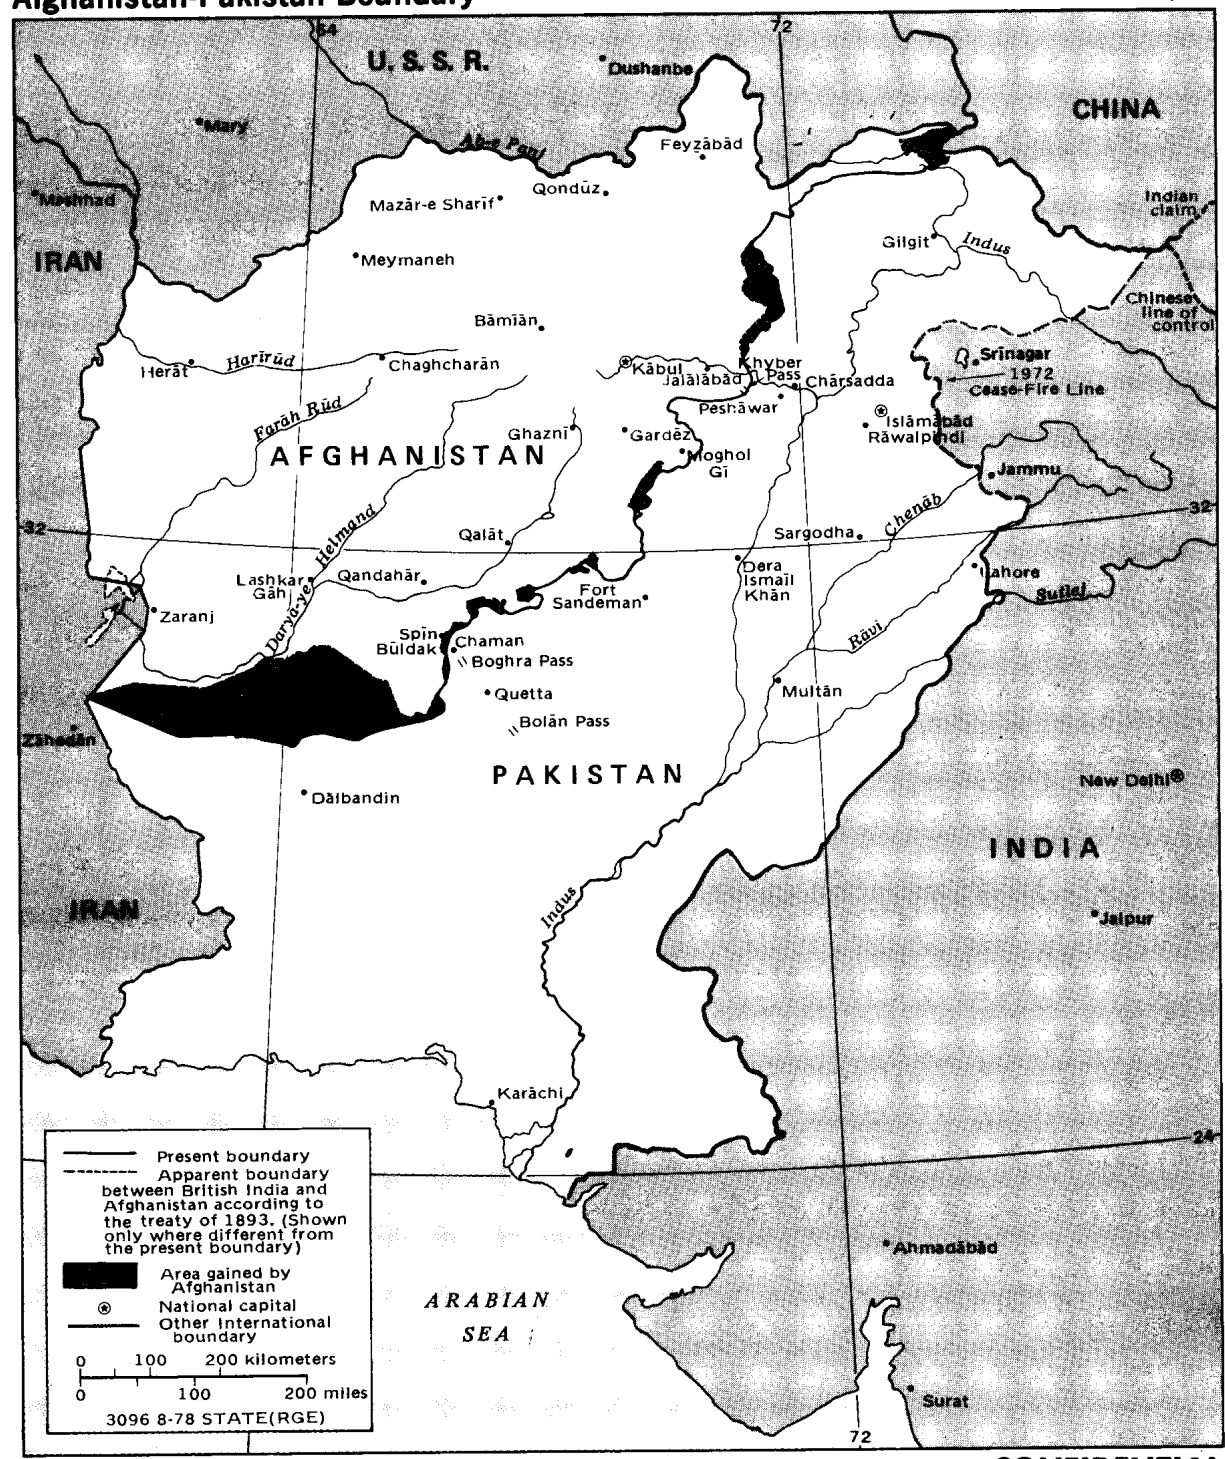 Afghanistan-Pakistan Boundary
64
72
U. S. S. R.
Dushanbe
CHINA
Mary
Ab-e Panj
Feyẕābād
Mashhad
Qondūz
Mazār-e Sharīf
Indian
claim
IRAN
Meymaneh
Gilgit
Indus
Chinese
line of
control
Bāmīān
Herāt
Harīrūd
Chaghcharān
Kābul
Jalālābād
Khyber
Pass
Chārsadda
Srīnagar
1972
Cease-Fire Line
Peshāwar
Farāh Rūd
Islāmābād
Rāwalpindi
Ghaznī
Gardēz
AFGHANISTAN
Moghol
Gī
Jammu
32
32
Helmand
Chenāb
Qalāt
Sargodha
Lashkar
Gāh
Qandahār
Dera
Ismaīl
Khān
Lahore
Fort
Sandeman
Sutlej
Zaranj
Daryā-ye
Spīn
Būldak
Chaman
Boghra Pass
Rāvi
Quetta
Multān
Bolān Pass
Zāhedān
PAKISTAN
New Delhi
Dālbandin
INDIA
IRAN
Indus
Jaipur
Karāchi
24
Present boundary
Apparent boundary
between British India and
Afghanistan according to
the treaty of 1893. (Shown
only where different from
the present boundary)
Area gained by
Afghanistan
National capital
Other International
boundary
0 100 200 kilometers
0 100 200 miles
3096 8-78 STATE(RGE)
Ahmadābād
ARABIAN
SEA
Surat
72
CONFIDENTIAL